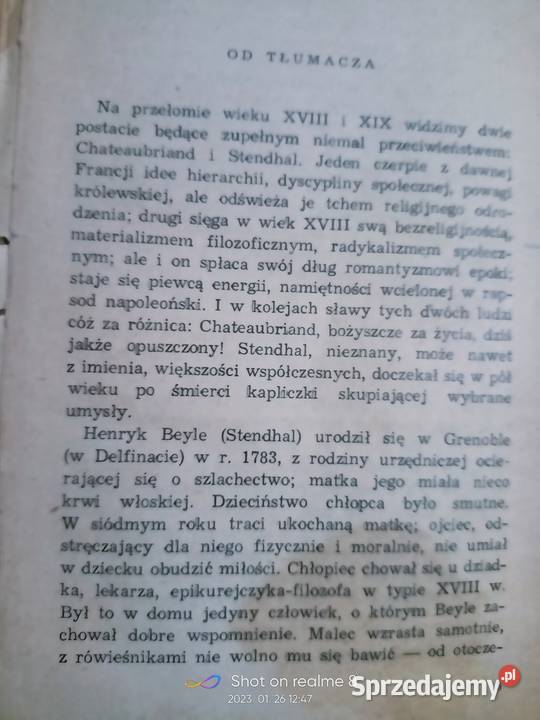 OD TŁUMACZA
Na przełomie wieku XVIII i XIX widzimy dwie
postacie będące zupełnym niemal przeciwieństwem:
Chateaubriand i Stendhal. Jeden czerpie z dawnej
Francji idee hierarchii, dyscypliny społecznej, powagi
królewskiej, ale odświeża je tchem religijnego odro-
dzenia; drugi sięga w wiek XVIII swą bezreligijnością,
materializmem filozoficznym, radykalizmem społecz-
nym; ale i on spłaca swój dług romantyzmowi epoki:
staje się piewcą energii, namiętności wcielonej w rap-
sod napoleoński. I w kolejach sławy tych dwóch ludzi
cóż za różnica: Chateaubriand, bożyszcze za życia, dziś
jakże opuszczony! Stendhal, nieznany, może nawet
z imienia, większości współczesnych, doczekał się w pół
wieku po śmierci kapliczki skupiającej wybrane
umysły.
Henryk Beyle (Stendhal) urodził się w Grenoble
(w Delfinacie) w r. 1783, z rodziny urzędniczej ocie-
rającej się o szlachectwo; matka jego miała nieco
krwi włoskiej. Dzieciństwo chłopca było smutne.
W siódmym roku traci ukochaną matkę; ojciec, od-
stręczający dla niego fizycznie i moralnie, nie umiał
w dziecku obudzić miłości. Chłopiec chował się u dziad-
ka, lekarza, epikurejczyka-filozofa w typie XVIII w.
Był to w domu jedyny człowiek, o którym Beyle za-
chował dobre wspomnienie. Malec wzrasta samotnie,
z rówieśnikami nie wolno mu się bawić — od otocze-
Shot on realme 8
2023. 01. 26 12:47
Sprzedajemy.pl